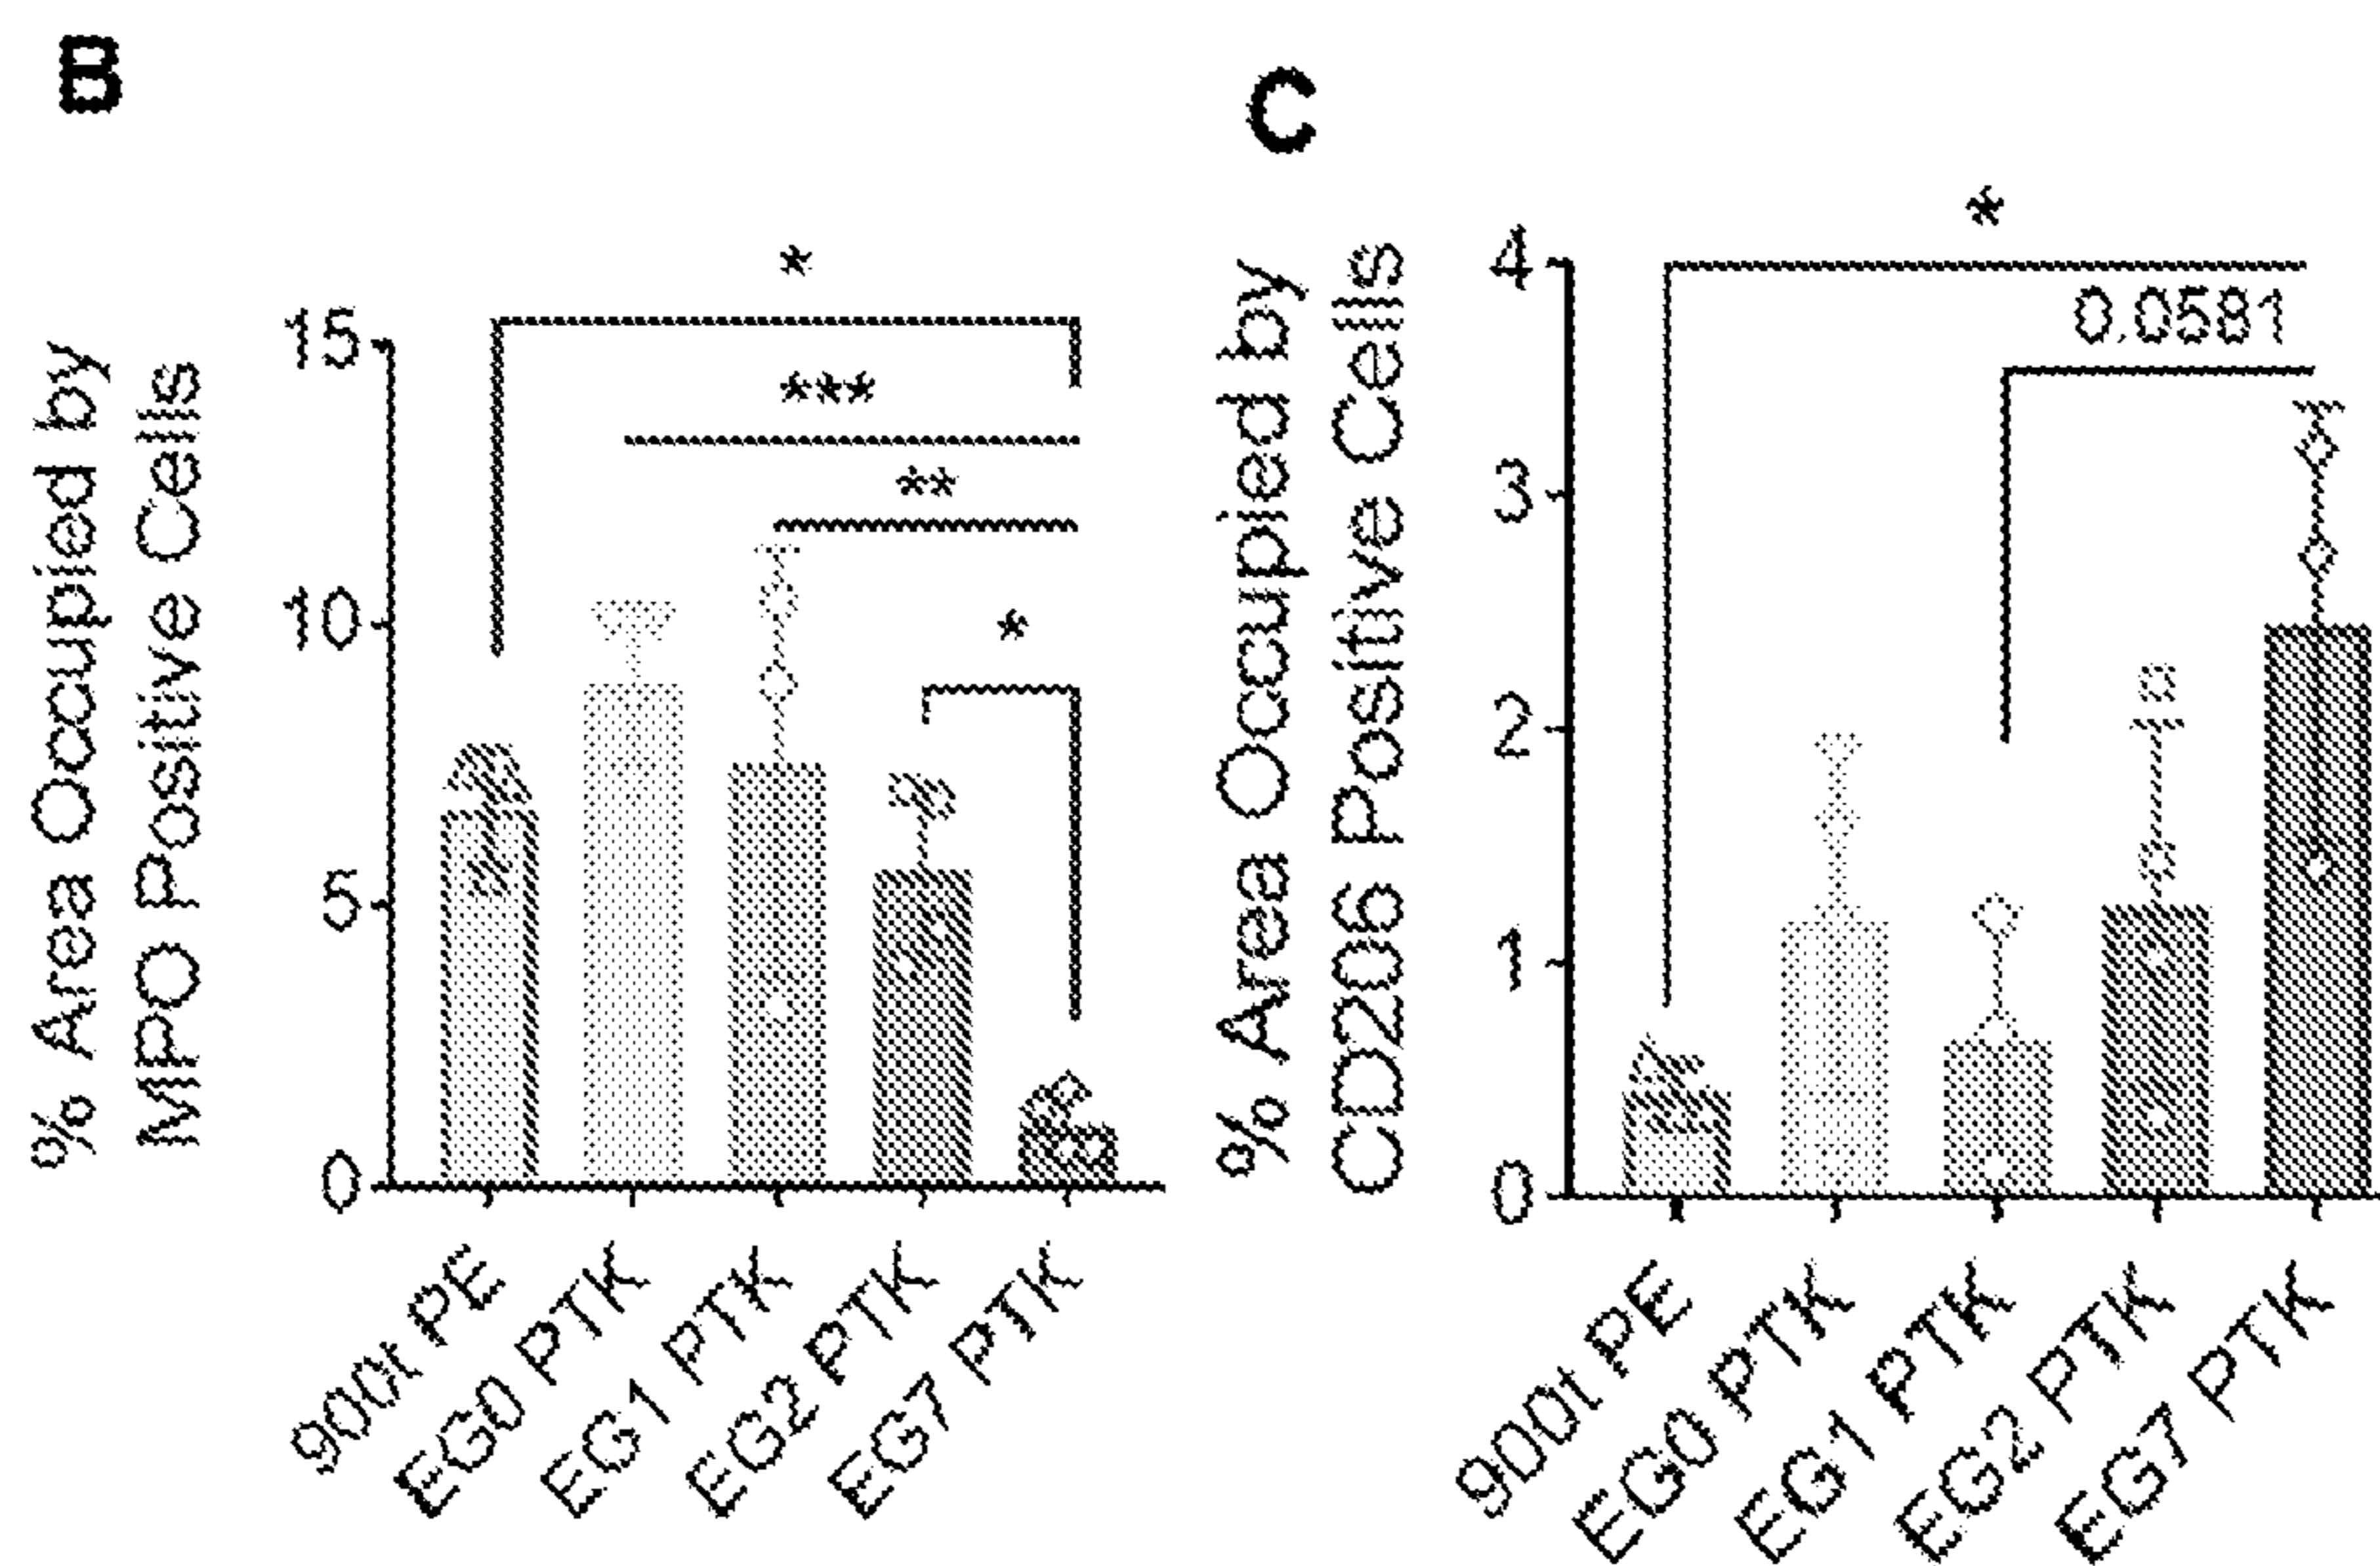 B
% Area Occupied by
MPO Positive Cells
15
10
5
0
*
***
**
*
900t PE
EG0 PTK
EG1 PTK
EG2 PTK
EG7 PTK
C
% Area Occupied by
CD206 Positive Cells
4
3
2
1
0
*
0.0581
900t PE
EG0 PTK
EG1 PTK
EG2 PTK
EG7 PTK